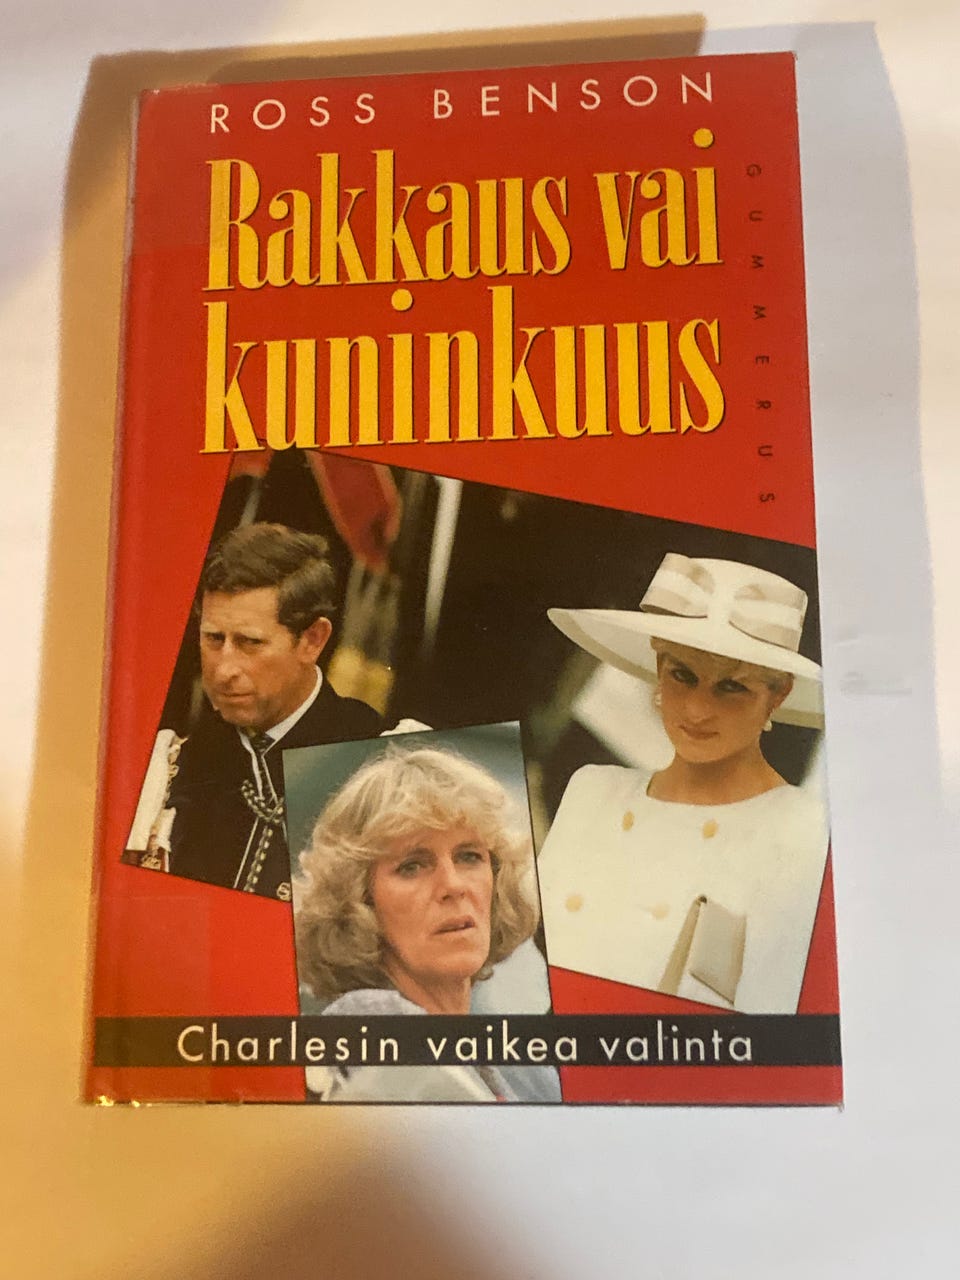 ROSS BENSON
Rakkaus vai
kuninkuus
GUMMERUS
Charlesin vaikea valinta